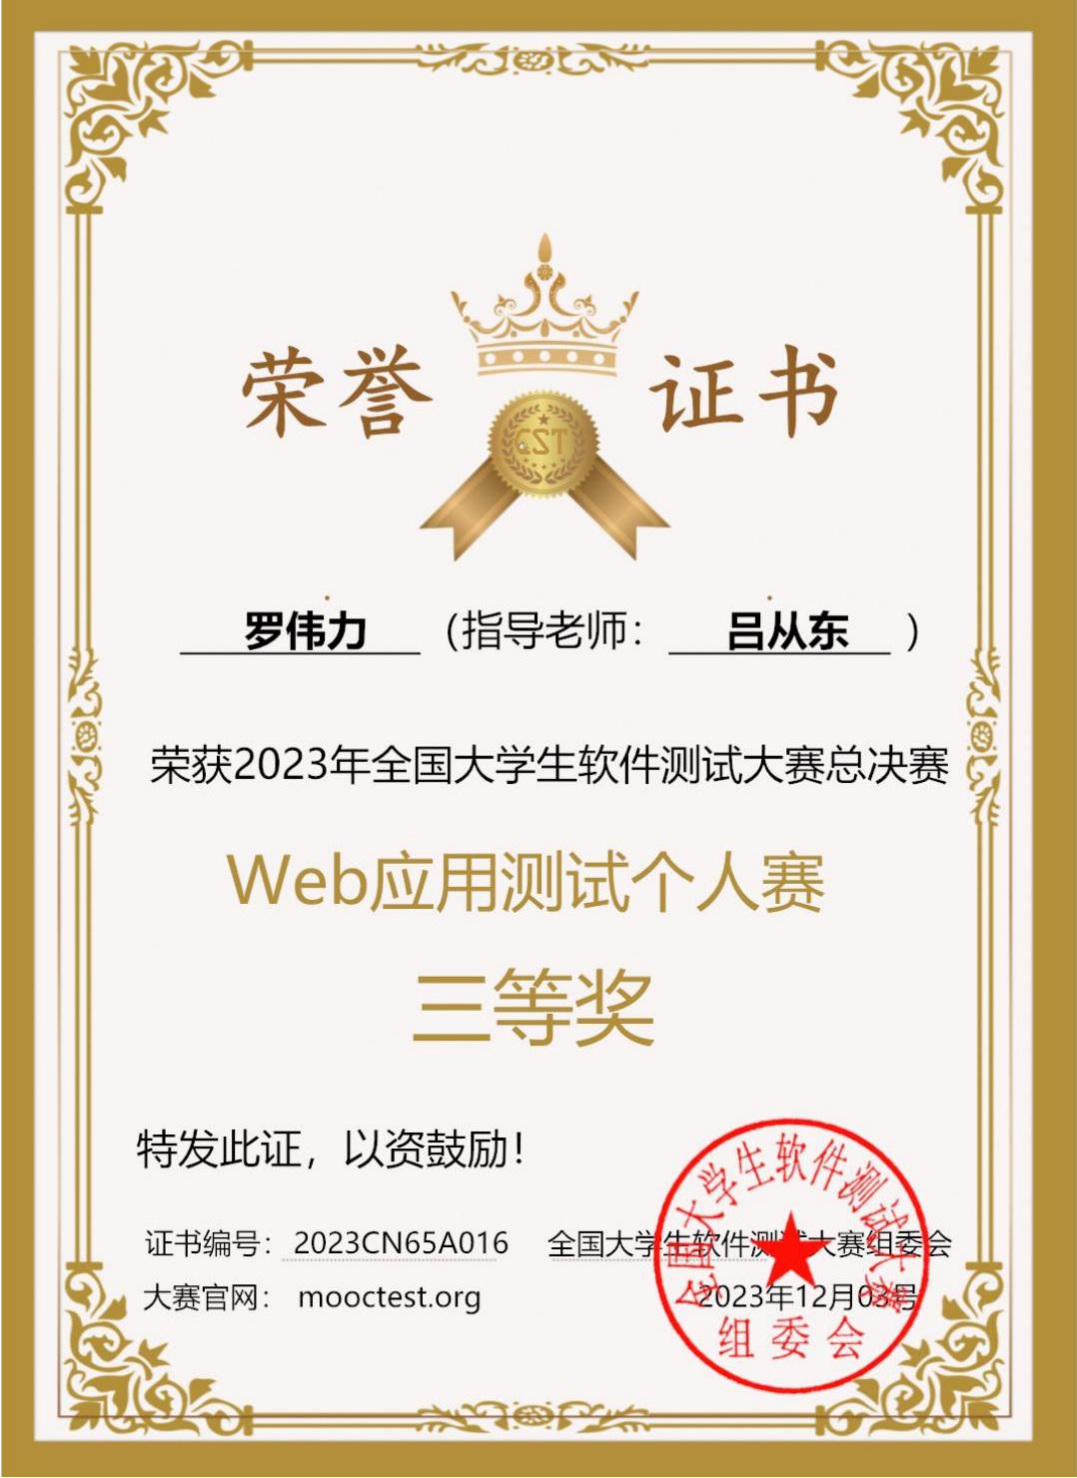 荣誉 证书
CST
罗伟力 （指导老师： 吕从东 ）
荣获2023年全国大学生软件测试大赛总决赛
Web应用测试个人赛
三等奖
特发此证，以资鼓励！
证书编号： 2023CN65A016 全国大学生软件测试大赛组委会
大赛官网： mooctest.org 2023年12月03号
全国大学生软件测试大赛
组委会